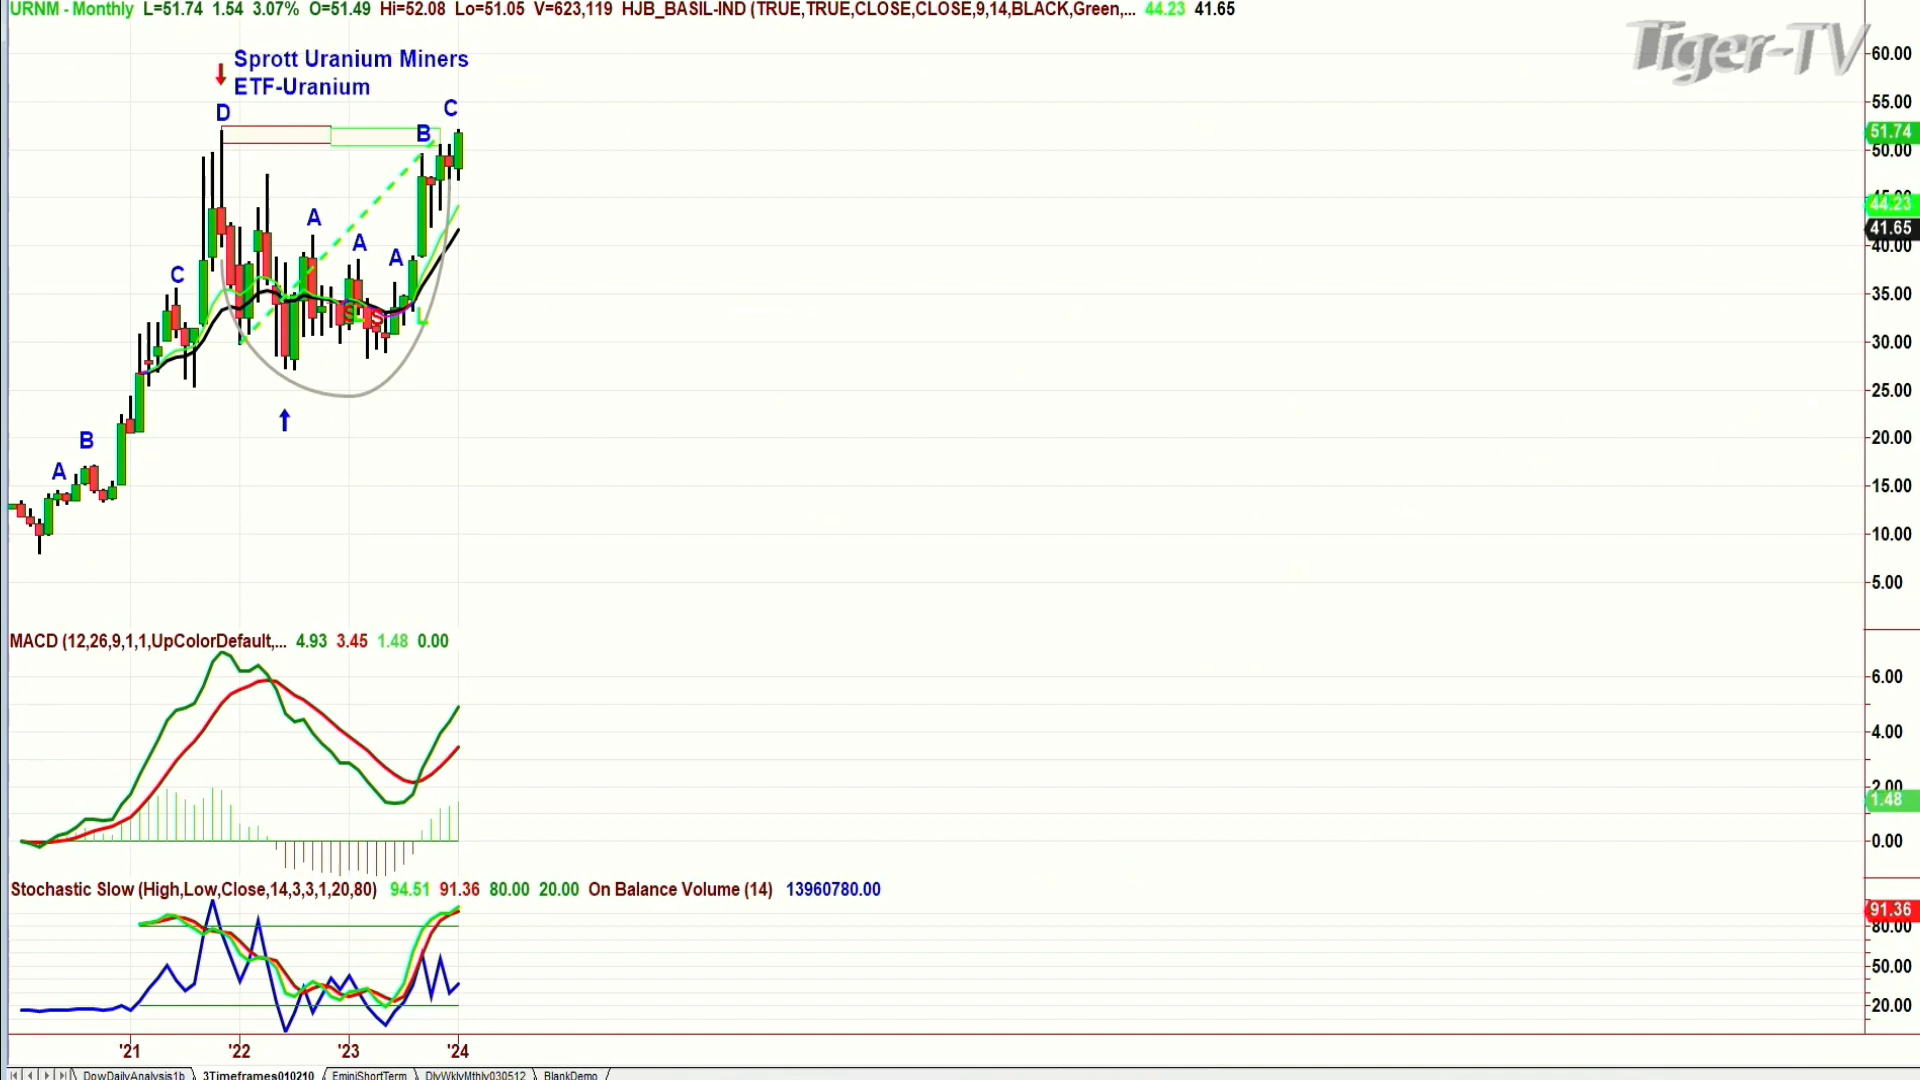 URNM - Monthly L=51.74 1.54 3.07% O=51.49 Hi=52.08 Lo=51.05 V=623,119 HJB_BASIL-IND (TRUE,TRUE,CLOSE,CLOSE,9,14,BLACK,Green,... 44.23 41.65
Tiger-TV
Sprott Uranium Miners
ETF-Uranium
D
C
B
A
A
A
C
B
A
S
S
L
60.00
55.00
51.74
50.00
45.00
44.23
41.65
40.00
35.00
30.00
25.00
20.00
15.00
10.00
5.00
MACD (12,26,9,1,1,UpColorDefault,... 4.93 3.45 1.48 0.00
6.00
4.00
2.00
1.48
0.00
Stochastic Slow (High,Low,Close,14,3,3,1,20,80) 94.51 91.36 80.00 20.00 On Balance Volume (14) 13960780.00
91.36
80.00
50.00
20.00
'21 '22 '23 '24
DowDailyAnalysis1b 3Timeframes010210 EminiShortTerm DlyWklyMthly030512 BlankDemo